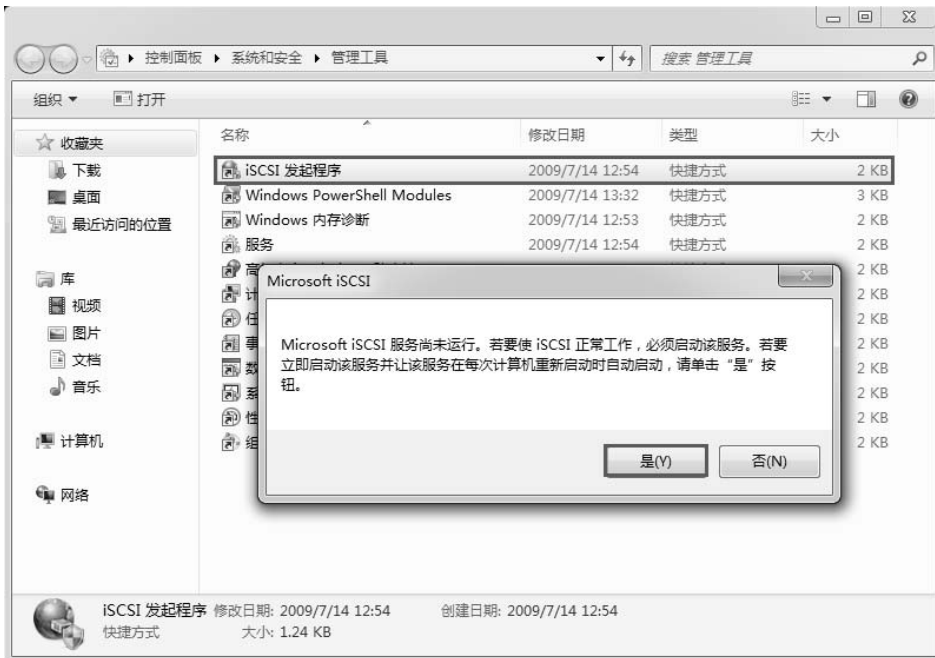 控制面板 ▸ 系统和安全 ▸ 管理工具
搜索 管理工具
组织 打开
名称 修改日期 类型 大小
收藏夹
下载
桌面
最近访问的位置
库
视频
图片
文档
音乐
计算机
网络
iSCSI 发起程序 2009/7/14 12:54 快捷方式 2 KB
Windows PowerShell Modules 2009/7/14 13:32 快捷方式 3 KB
Windows 内存诊断 2009/7/14 12:53 快捷方式 2 KB
服务 2009/7/14 12:54 快捷方式 2 KB
高 2 KB
计 2 KB
任 2 KB
事 2 KB
数 2 KB
系 2 KB
性 2 KB
组 2 KB
Microsoft iSCSI
Microsoft iSCSI 服务尚未运行。若要使 iSCSI 正常工作，必须启动该服务。若要
立即启动该服务并让该服务在每次计算机重新启动时自动启动，请单击“是”按
钮。
是(Y) 否(N)
iSCSI 发起程序 修改日期: 2009/7/14 12:54 创建日期: 2009/7/14 12:54
快捷方式 大小: 1.24 KB